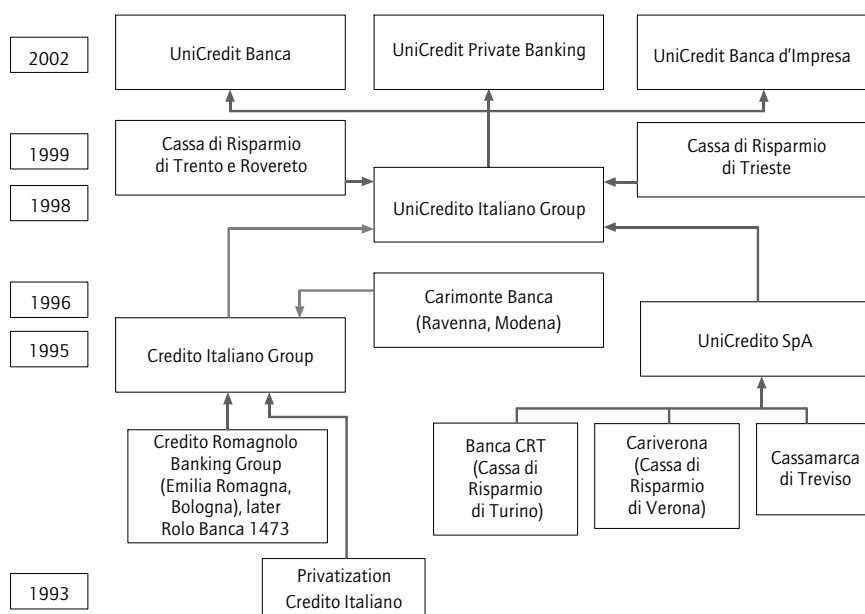 2002
UniCredit Banca
UniCredit Private Banking
UniCredit Banca d'Impresa
1999
Cassa di Risparmio
di Trento e Rovereto
Cassa di Risparmio
di Trieste
1998
UniCredito Italiano Group
1996
Carimonte Banca
(Ravenna, Modena)
1995
Credito Italiano Group
UniCredito SpA
Credito Romagnolo
Banking Group
(Emilia Romagna,
Bologna), later
Rolo Banca 1473
Banca CRT
(Cassa di
Risparmio
di Turino)
Cariverona
(Cassa di
Risparmio
di Verona)
Cassamarca
di Treviso
1993
Privatization
Credito Italiano